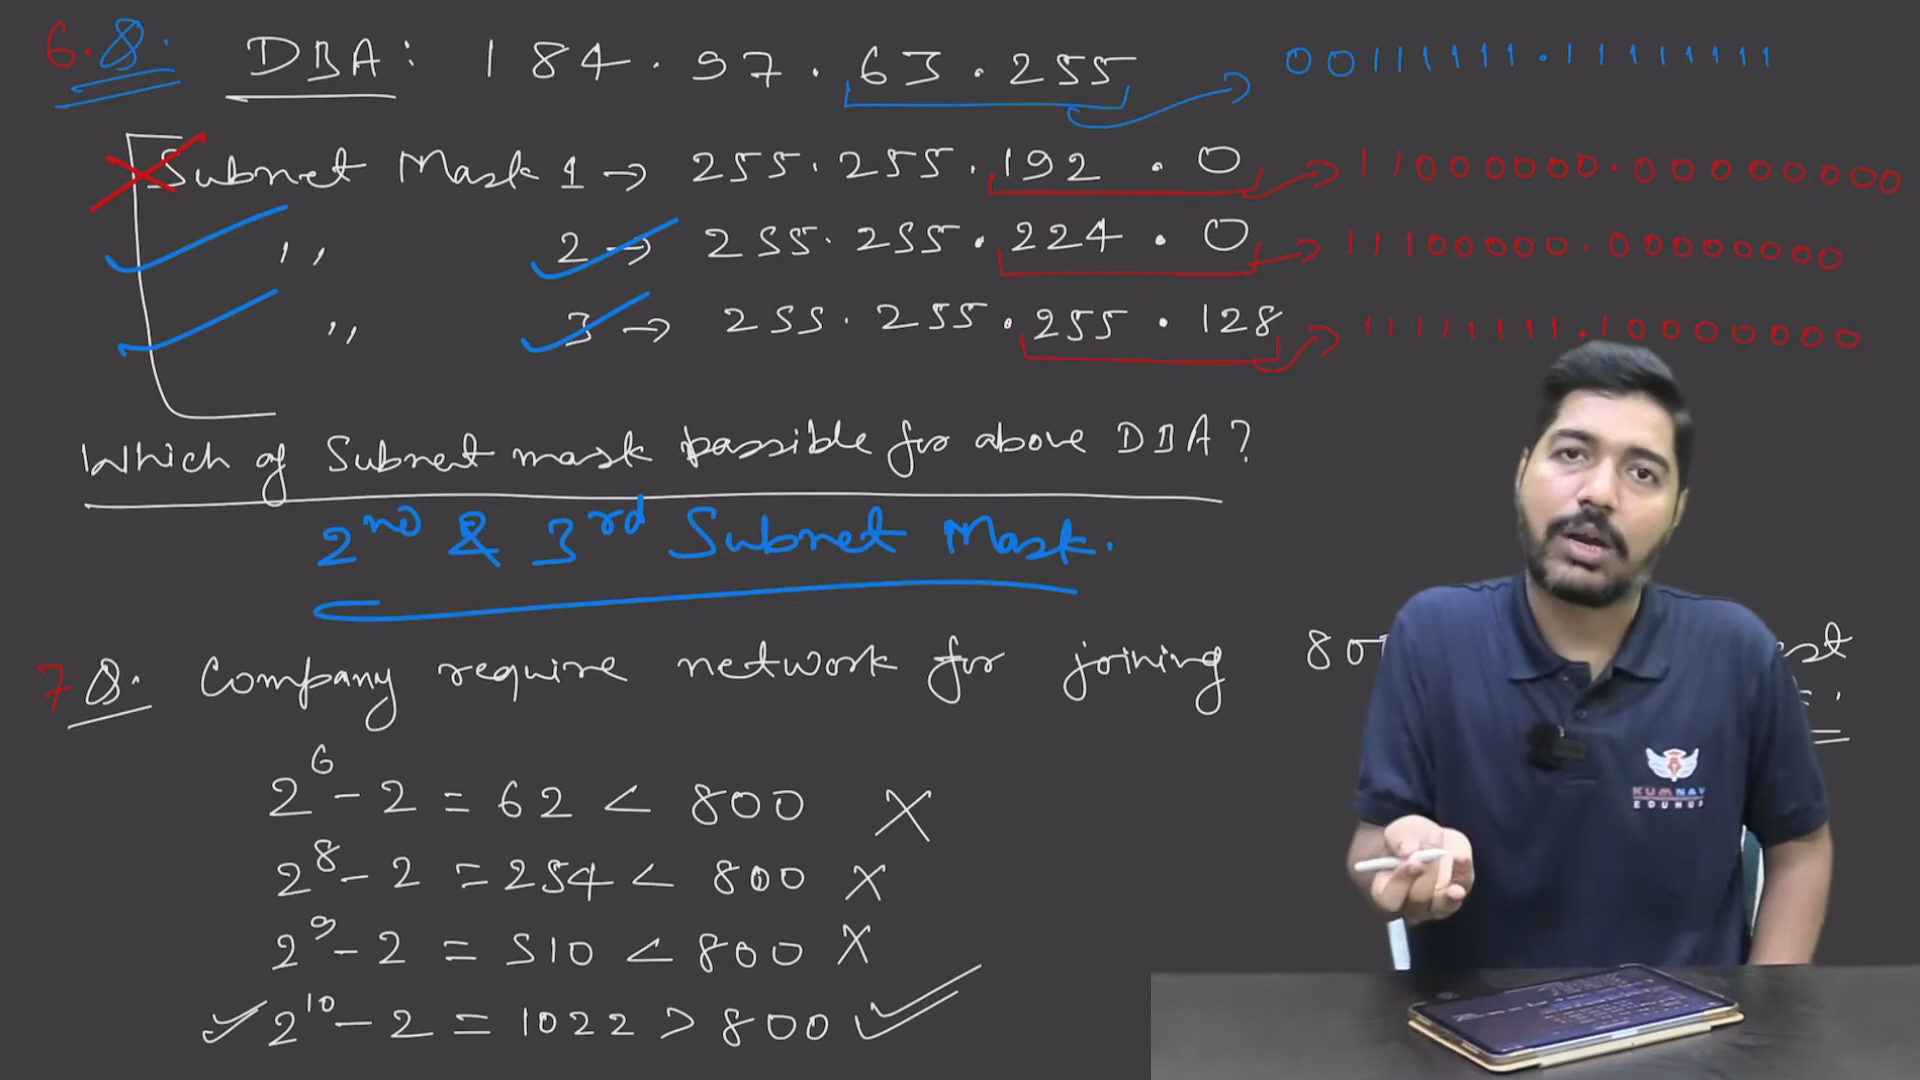 6.Q. DBA: 184.97.63.255 00111111.11111111
Subnet Mask 1 → 255.255.192.0 11000000.00000000
,, 2 → 255.255.224.0 11100000.00000000
,, 3 → 255.255.255.128 11111111.10000000
Which of Subnet mask possible for above DBA?
2nd & 3rd Subnet Mask.
7 Q. Company require network for joining
2^6 - 2 = 62 < 800 X
2^8 - 2 = 254 < 800 X
2^9 - 2 = 510 < 800 X
✓ 2^10 - 2 = 1022 > 800 ✓
KUMNAV
EDUHUB